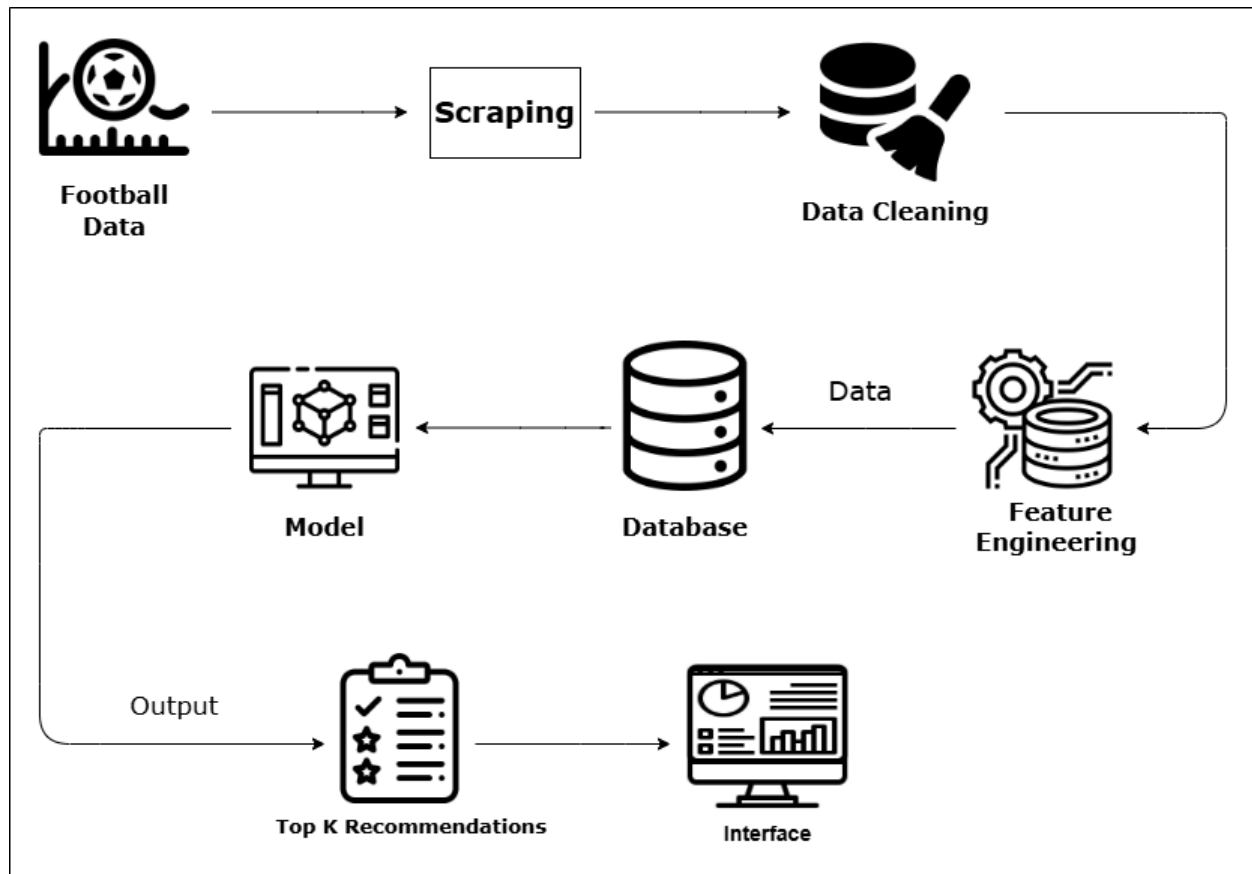 Football
Data
Scraping
Data Cleaning
Data
Model
Database
Feature
Engineering
Output
Top K Recommendations
Interface